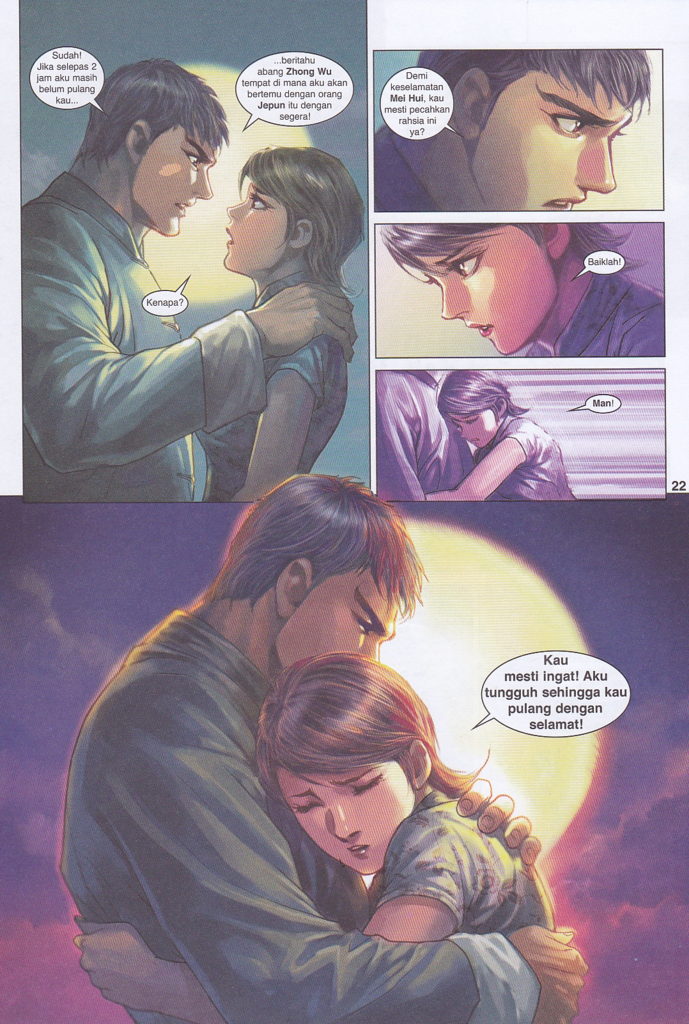 Sudah!
Jika selepas 2
jam aku masih
belum pulang
kau...
...beritahu
abang Zhong Wu
tempat di mana aku akan
bertemu dengan orang
Jepun itu dengan
segera!
Kenapa?
Demi
keselamatan
Mei Hui, kau
mesti pecahkan
rahsia ini
ya?
Baiklah!
Man!
22
Kau
mesti ingat! Aku
tungguh sehingga kau
pulang dengan
selamat!